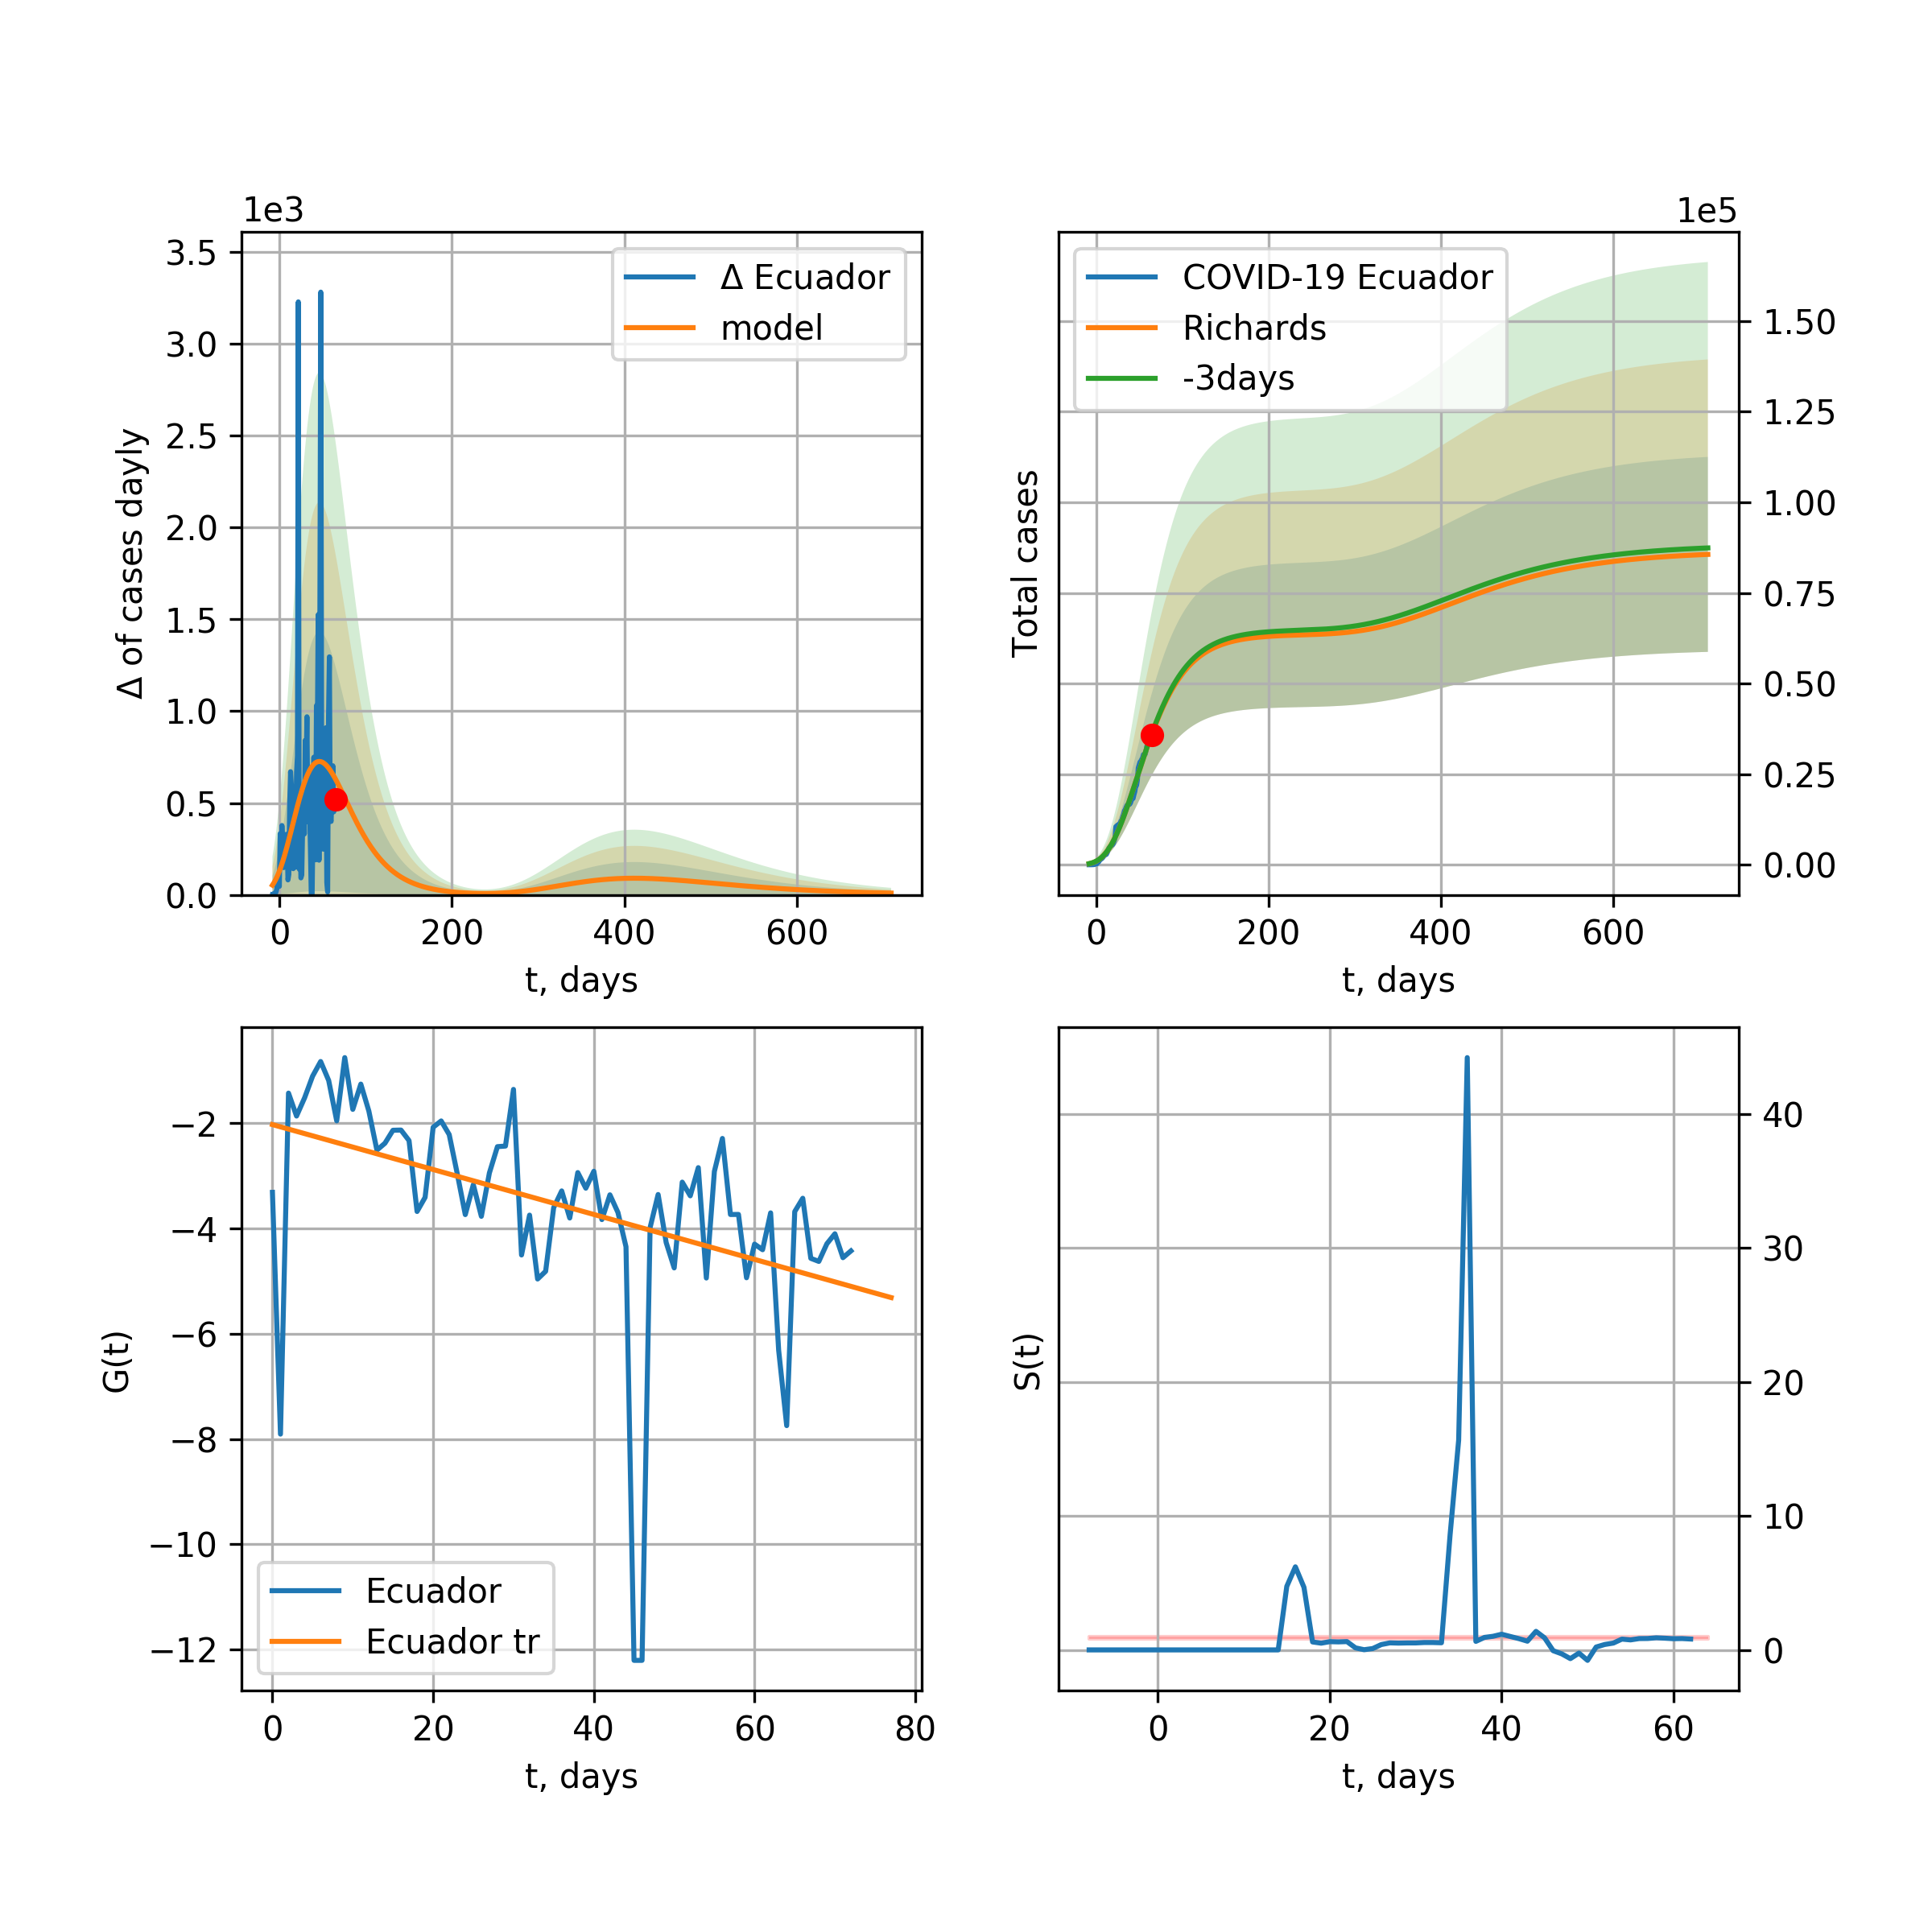 1e3
3.5
3.0
2.5
2.0
1.5
1.0
0.5
0.0
Δ of cases dayly
Δ Ecuador
model
0 200 400 600
t, days
1e5
COVID-19 Ecuador
Richards
-3days
Total cases
1.50
1.25
1.00
0.75
0.50
0.25
0.00
0 200 400 600
t, days
G(t)
−2
−4
−6
−8
−10
−12
Ecuador
Ecuador tr
0 20 40 60 80
t, days
S(t)
40
30
20
10
0
0 20 40 60
t, days